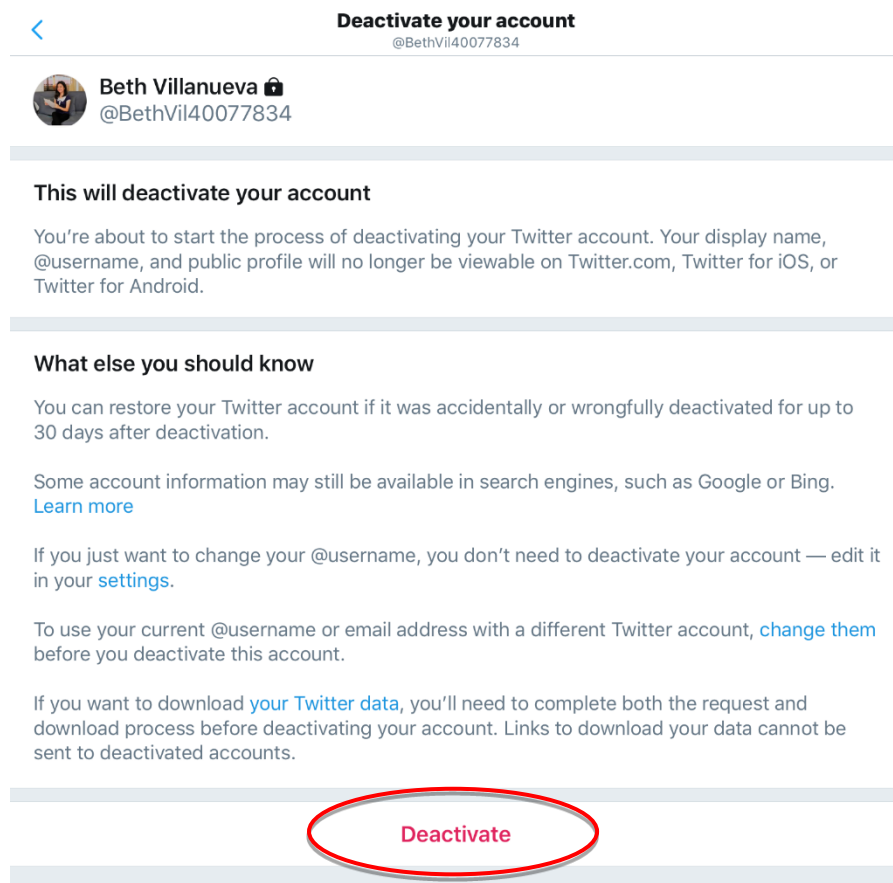 Deactivate your account
@BethVil40077834
Beth Villanueva
@BethVil40077834
This will deactivate your account
You’re about to start the process of deactivating your Twitter account. Your display name,
@username, and public profile will no longer be viewable on Twitter.com, Twitter for iOS, or
Twitter for Android.
What else you should know
You can restore your Twitter account if it was accidentally or wrongfully deactivated for up to
30 days after deactivation.
Some account information may still be available in search engines, such as Google or Bing.
Learn more
If you just want to change your @username, you don’t need to deactivate your account — edit it
in your settings.
To use your current @username or email address with a different Twitter account, change them
before you deactivate this account.
If you want to download your Twitter data, you’ll need to complete both the request and
download process before deactivating your account. Links to download your data cannot be
sent to deactivated accounts.
Deactivate